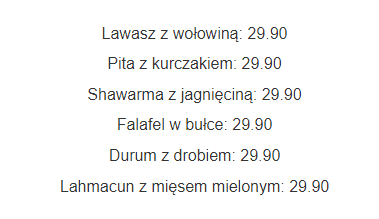 Lawasz z wołowiną: 29.90
Pita z kurczakiem: 29.90
Shawarma z jagnięciną: 29.90
Falafel w bułce: 29.90
Durum z drobiem: 29.90
Lahmacun z mięsem mielonym: 29.90